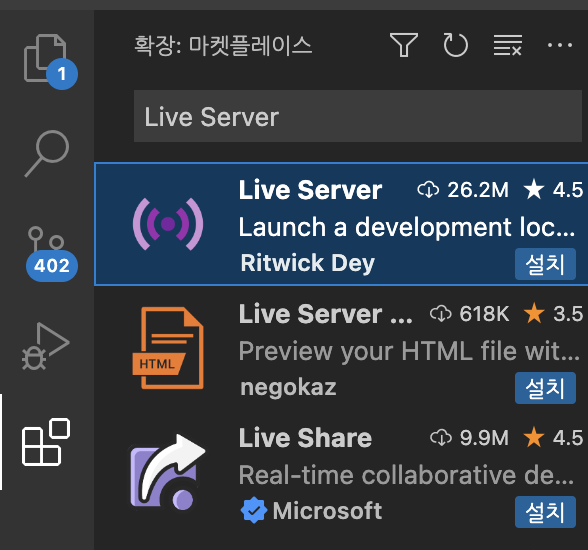 확장: 마켓플레이스
1
Live Server
402
Live Server 26.2M 4.5
Launch a development loc...
Ritwick Dey 설치
Live Server ... 618K 3.5
Preview your HTML file wit...
HTML
negokaz 설치
Live Share 9.9M 4.5
Real-time collaborative de...
Microsoft 설치